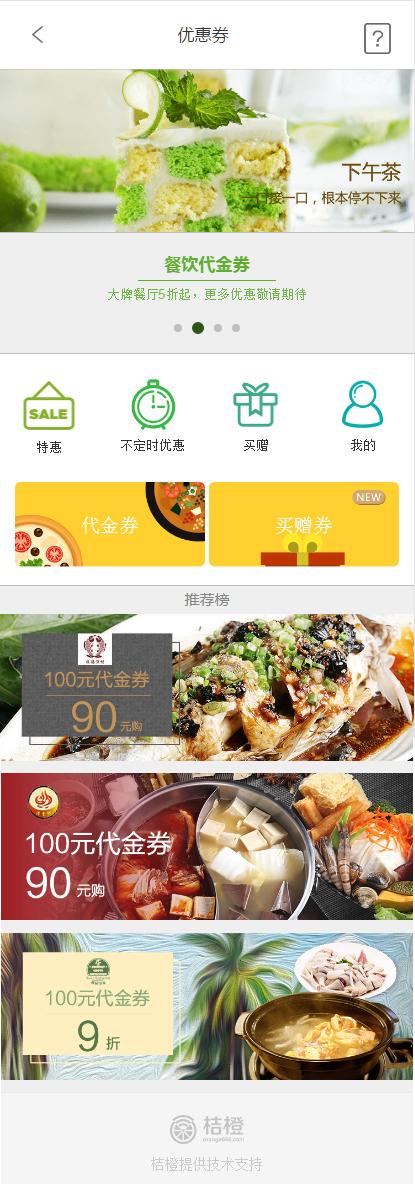 优惠券
下午茶
一口接一口，根本停不下来
餐饮代金券
大牌餐厅5折起，更多优惠敬请期待
SALE
特惠
不定时优惠
买赠
我的
代金券
NEW
买赠券
推荐榜
100元代金券
90元购
100元代金券
90元购
100元代金券
9折
桔橙
桔橙提供技术支持